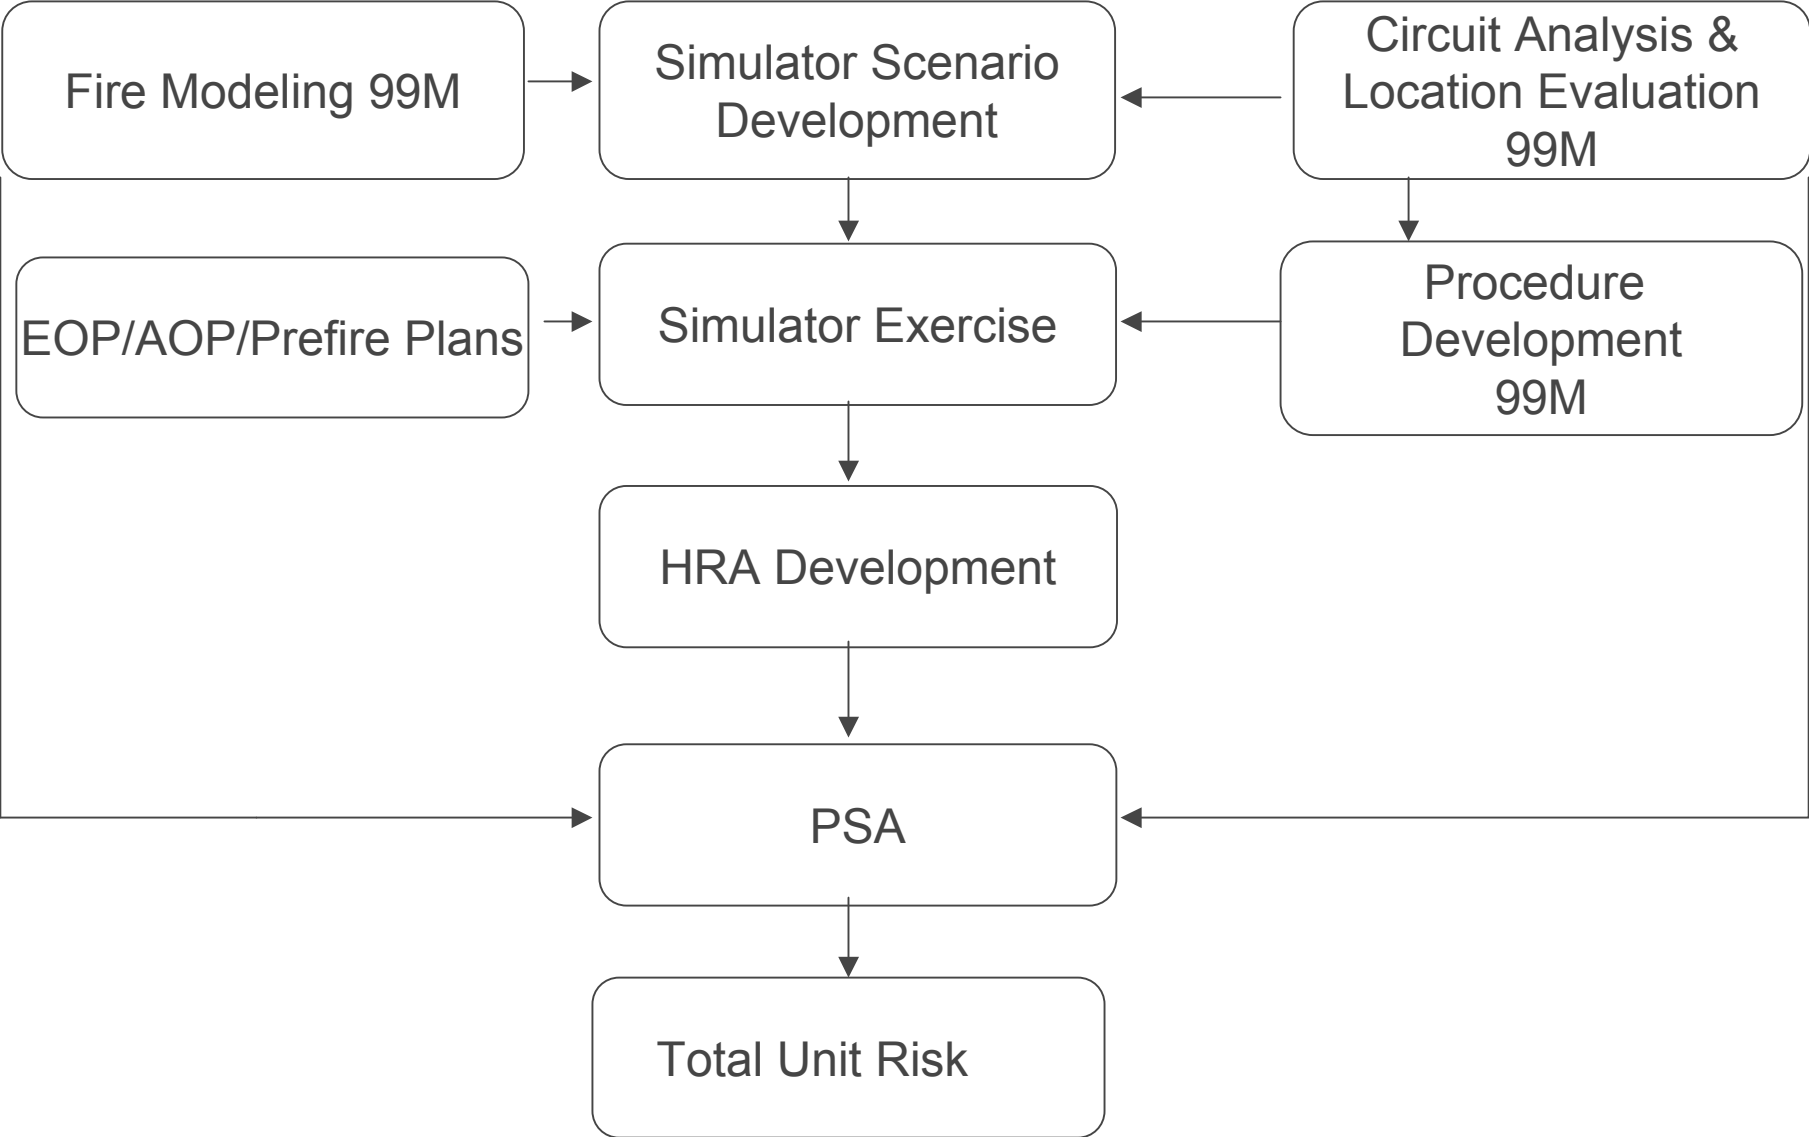 Fire Modeling 99M
Simulator Scenario
Development
Circuit Analysis &
Location Evaluation
99M
EOP/AOP/Prefire Plans
Simulator Exercise
Procedure
Development
99M
HRA Development
PSA
Total Unit Risk